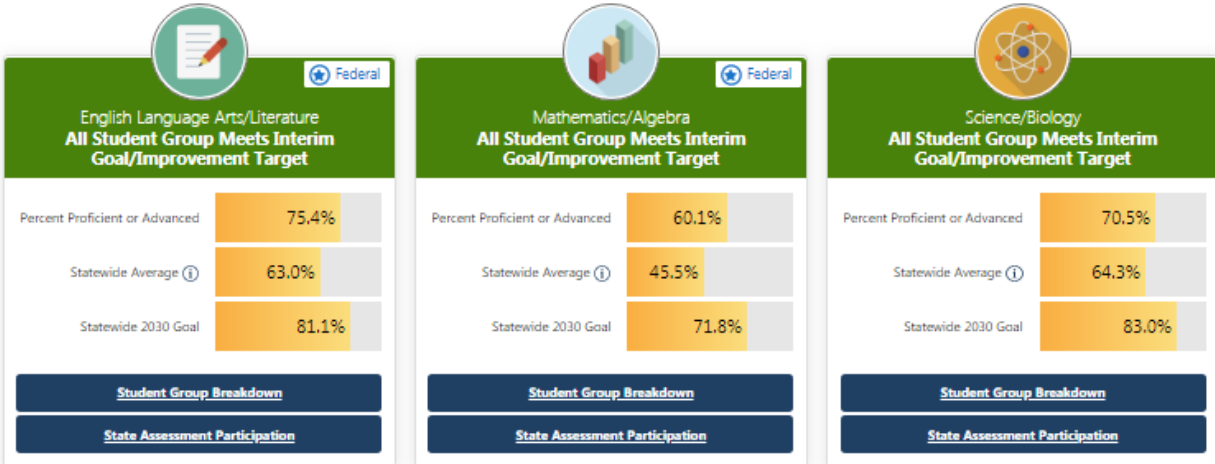 Federal
English Language Arts/Literature
All Student Group Meets Interim
Goal/Improvement Target
Percent Proficient or Advanced 75.4%
Statewide Average 63.0%
Statewide 2030 Goal 81.1%
Student Group Breakdown
State Assessment Participation
Federal
Mathematics/Algebra
All Student Group Meets Interim
Goal/Improvement Target
Percent Proficient or Advanced 60.1%
Statewide Average 45.5%
Statewide 2030 Goal 71.8%
Student Group Breakdown
State Assessment Participation
Science/Biology
All Student Group Meets Interim
Goal/Improvement Target
Percent Proficient or Advanced 70.5%
Statewide Average 64.3%
Statewide 2030 Goal 83.0%
Student Group Breakdown
State Assessment Participation